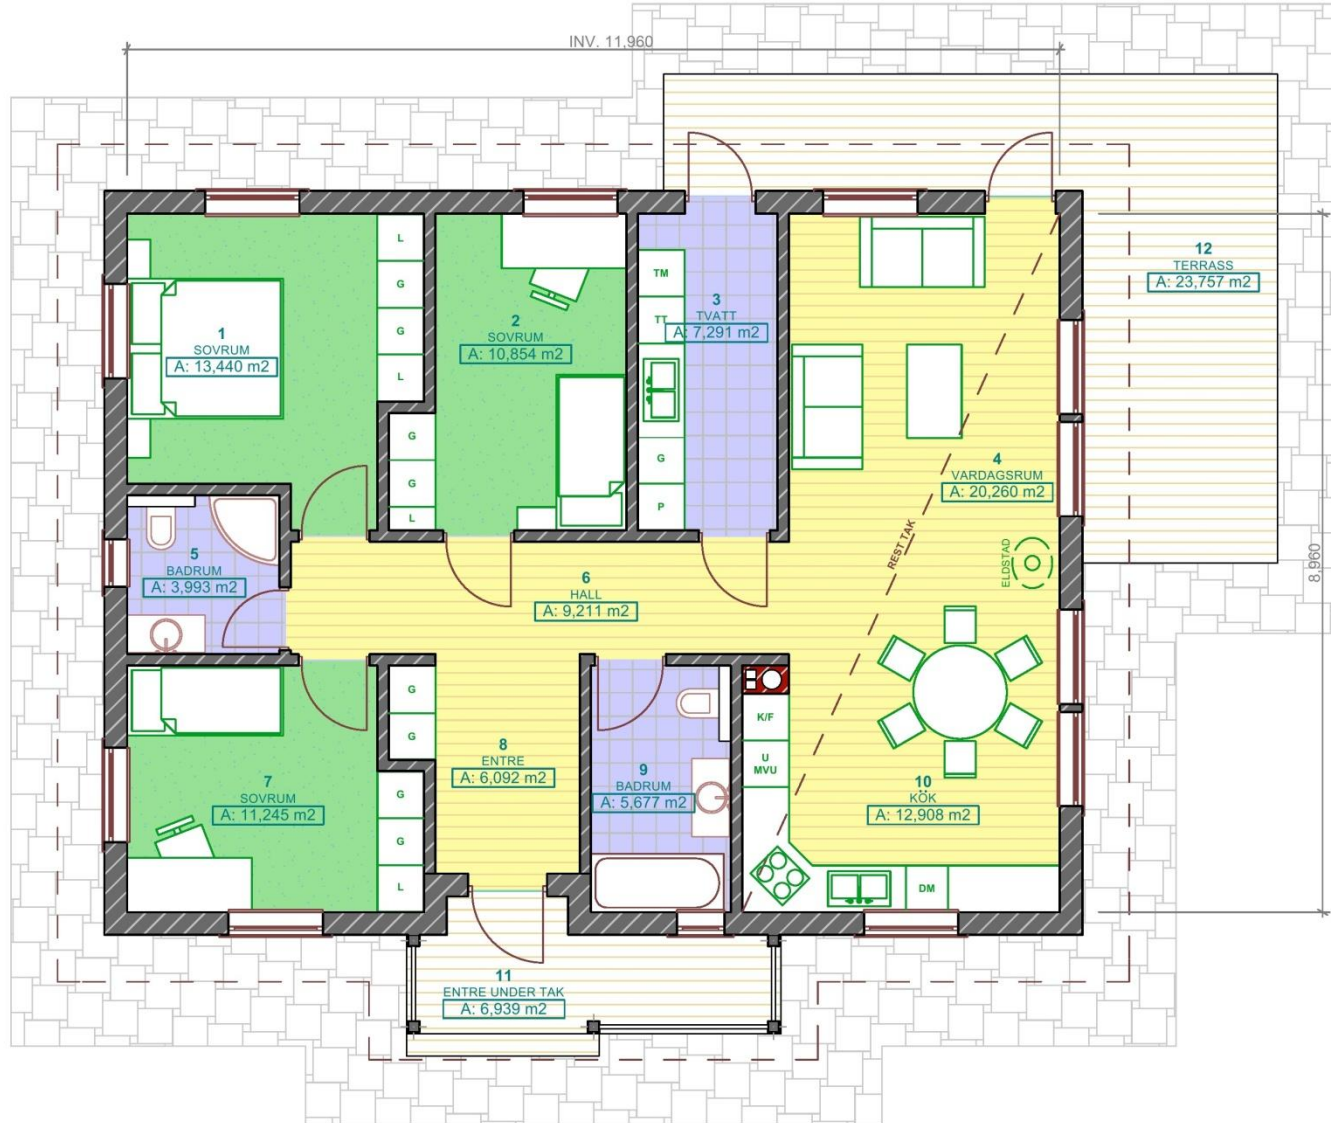 INV. 11,960
12
TERRASS
A: 23,757 m2
L
G
G
L
1
SOVRUM
A: 13,440 m2
2
SOVRUM
A: 10,854 m2
G
G
L
TM
TT
G
P
3
TVATT
A: 7,291 m2
4
VARDAGSRUM
A: 20,260 m2
REST TAK
ELDSTAD
8,960
5
BADRUM
A: 3,993 m2
6
HALL
A: 9,211 m2
G
G
7
SOVRUM
A: 11,245 m2
G
G
L
8
ENTRE
A: 6,092 m2
9
BADRUM
A: 5,677 m2
K/F
U
MVU
10
KÖK
A: 12,908 m2
DM
11
ENTRE UNDER TAK
A: 6,939 m2